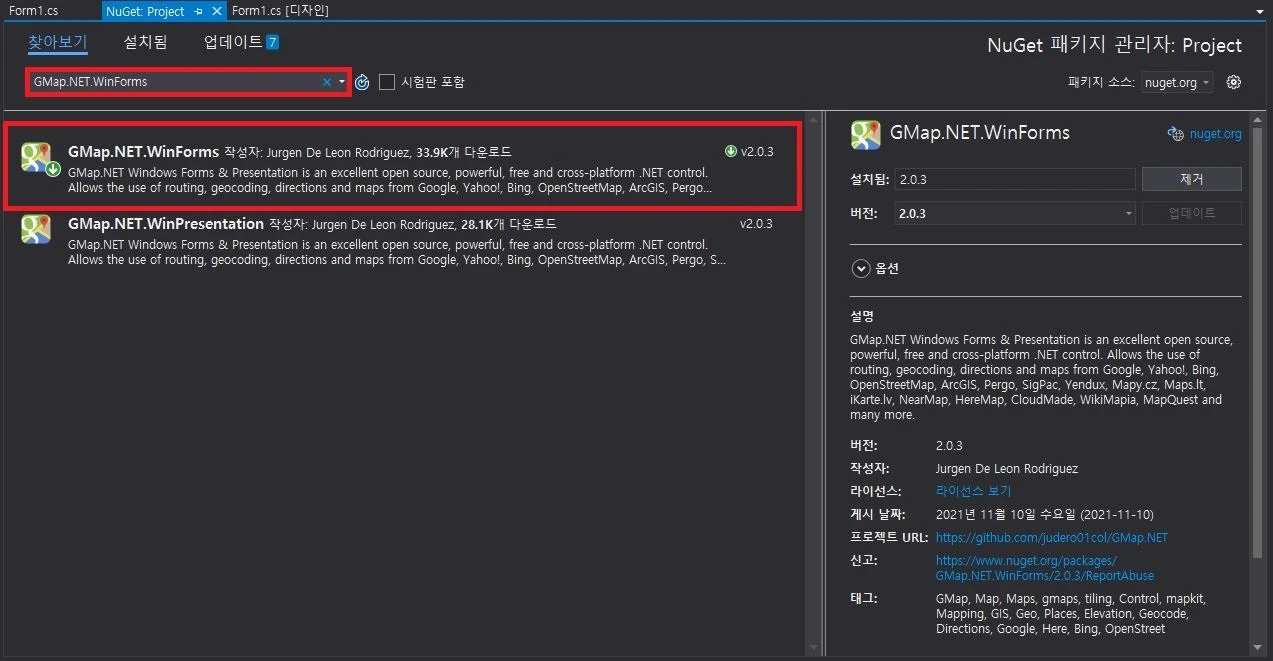 Form1.cs
NuGet: Project
Form1.cs [디자인]
찾아보기
설치됨
업데이트 7
NuGet 패키지 관리자: Project
GMap.NET.WinForms
시험판 포함
패키지 소스: nuget.org
GMap.NET.WinForms 작성자: Jurgen De Leon Rodriguez, 33.9K개 다운로드
v2.0.3
GMap.NET Windows Forms & Presentation is an excellent open source, powerful, free and cross-platform .NET control.
Allows the use of routing, geocoding, directions and maps from Google, Yahoo!, Bing, OpenStreetMap, ArcGIS, Pergo...
GMap.NET.WinPresentation 작성자: Jurgen De Leon Rodriguez, 28.1K개 다운로드
v2.0.3
GMap.NET Windows Forms & Presentation is an excellent open source, powerful, free and cross-platform .NET control.
Allows the use of routing, geocoding, directions and maps from Google, Yahoo!, Bing, OpenStreetMap, ArcGIS, Pergo, S...
GMap.NET.WinForms
nuget.org
설치됨: 2.0.3
제거
버전: 2.0.3
업데이트
옵션
설명
GMap.NET Windows Forms & Presentation is an excellent open source,
powerful, free and cross-platform .NET control. Allows the use of
routing, geocoding, directions and maps from Google, Yahoo!, Bing,
OpenStreetMap, ArcGIS, Pergo, SigPac, Yendux, Mapy.cz, Maps.lt,
iKarte.lv, NearMap, HereMap, CloudMade, WikiMapia, MapQuest and
many more.
버전: 2.0.3
작성자: Jurgen De Leon Rodriguez
라이선스: 라이선스 보기
게시 날짜: 2021년 11월 10일 수요일 (2021-11-10)
프로젝트 URL: https://github.com/judero01col/GMap.NET
신고: https://www.nuget.org/packages/
GMap.NET.WinForms/2.0.3/ReportAbuse
태그: GMap, Map, Maps, gmaps, tiling, Control, mapkit,
Mapping, GIS, Geo, Places, Elevation, Geocode,
Directions, Google, Here, Bing, OpenStreet